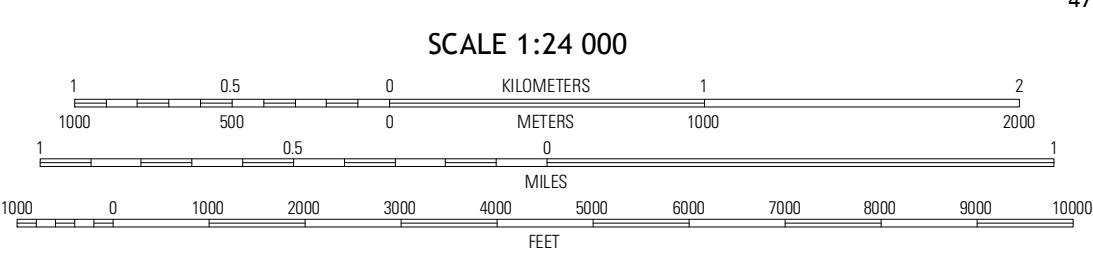 47
SCALE 1:24 000
1 0.5 0 KILOMETERS 1 2
1000 500 0 METERS 1000 2000
1 0.5 0 1
MILES
1000 0 1000 2000 3000 4000 5000 6000 7000 8000 9000 10000
FEET